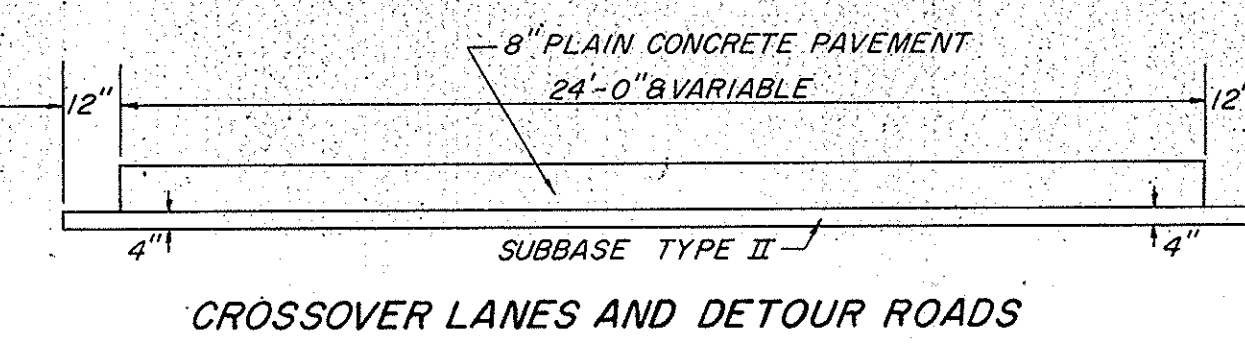 8" PLAIN CONCRETE PAVEMENT
12" 24'-0" & VARIABLE 12"
4" SUBBASE TYPE II 4"
CROSSOVER LANES AND DETOUR ROADS